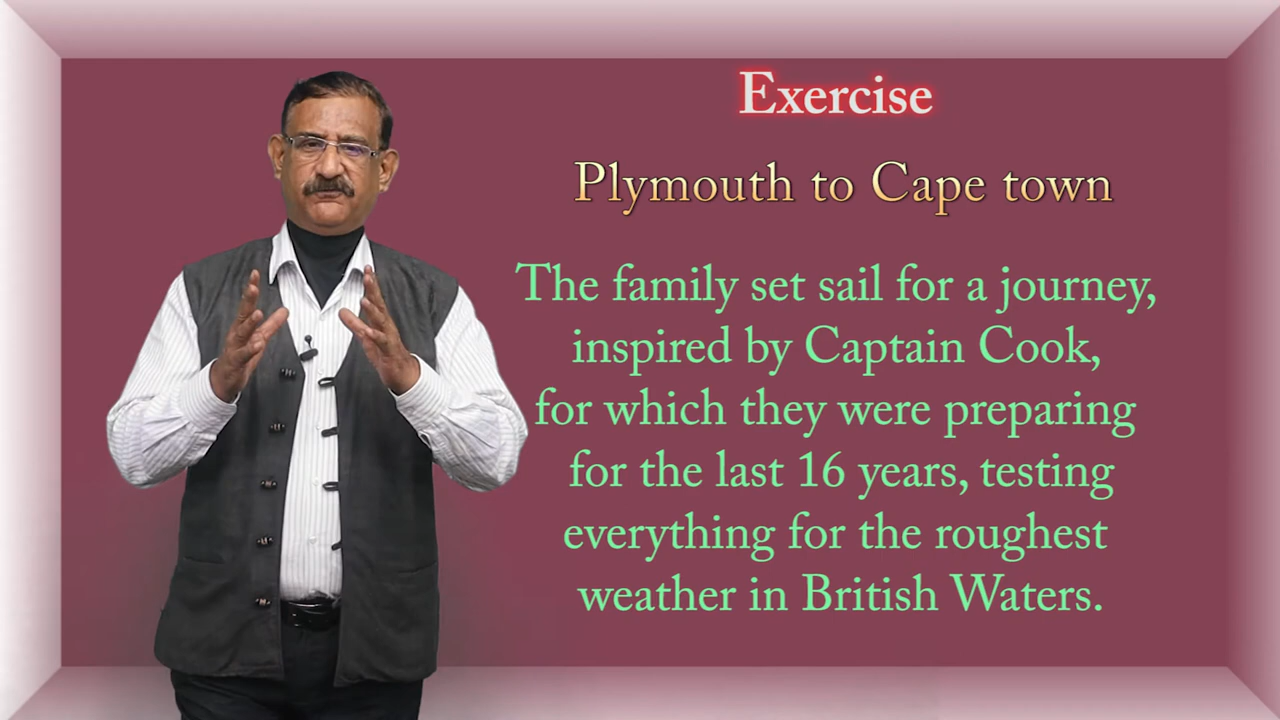 Exercise
Plymouth to Cape town
The family set sail for a journey,
inspired by Captain Cook,
for which they were preparing
for the last 16 years, testing
everything for the roughest
weather in British Waters.